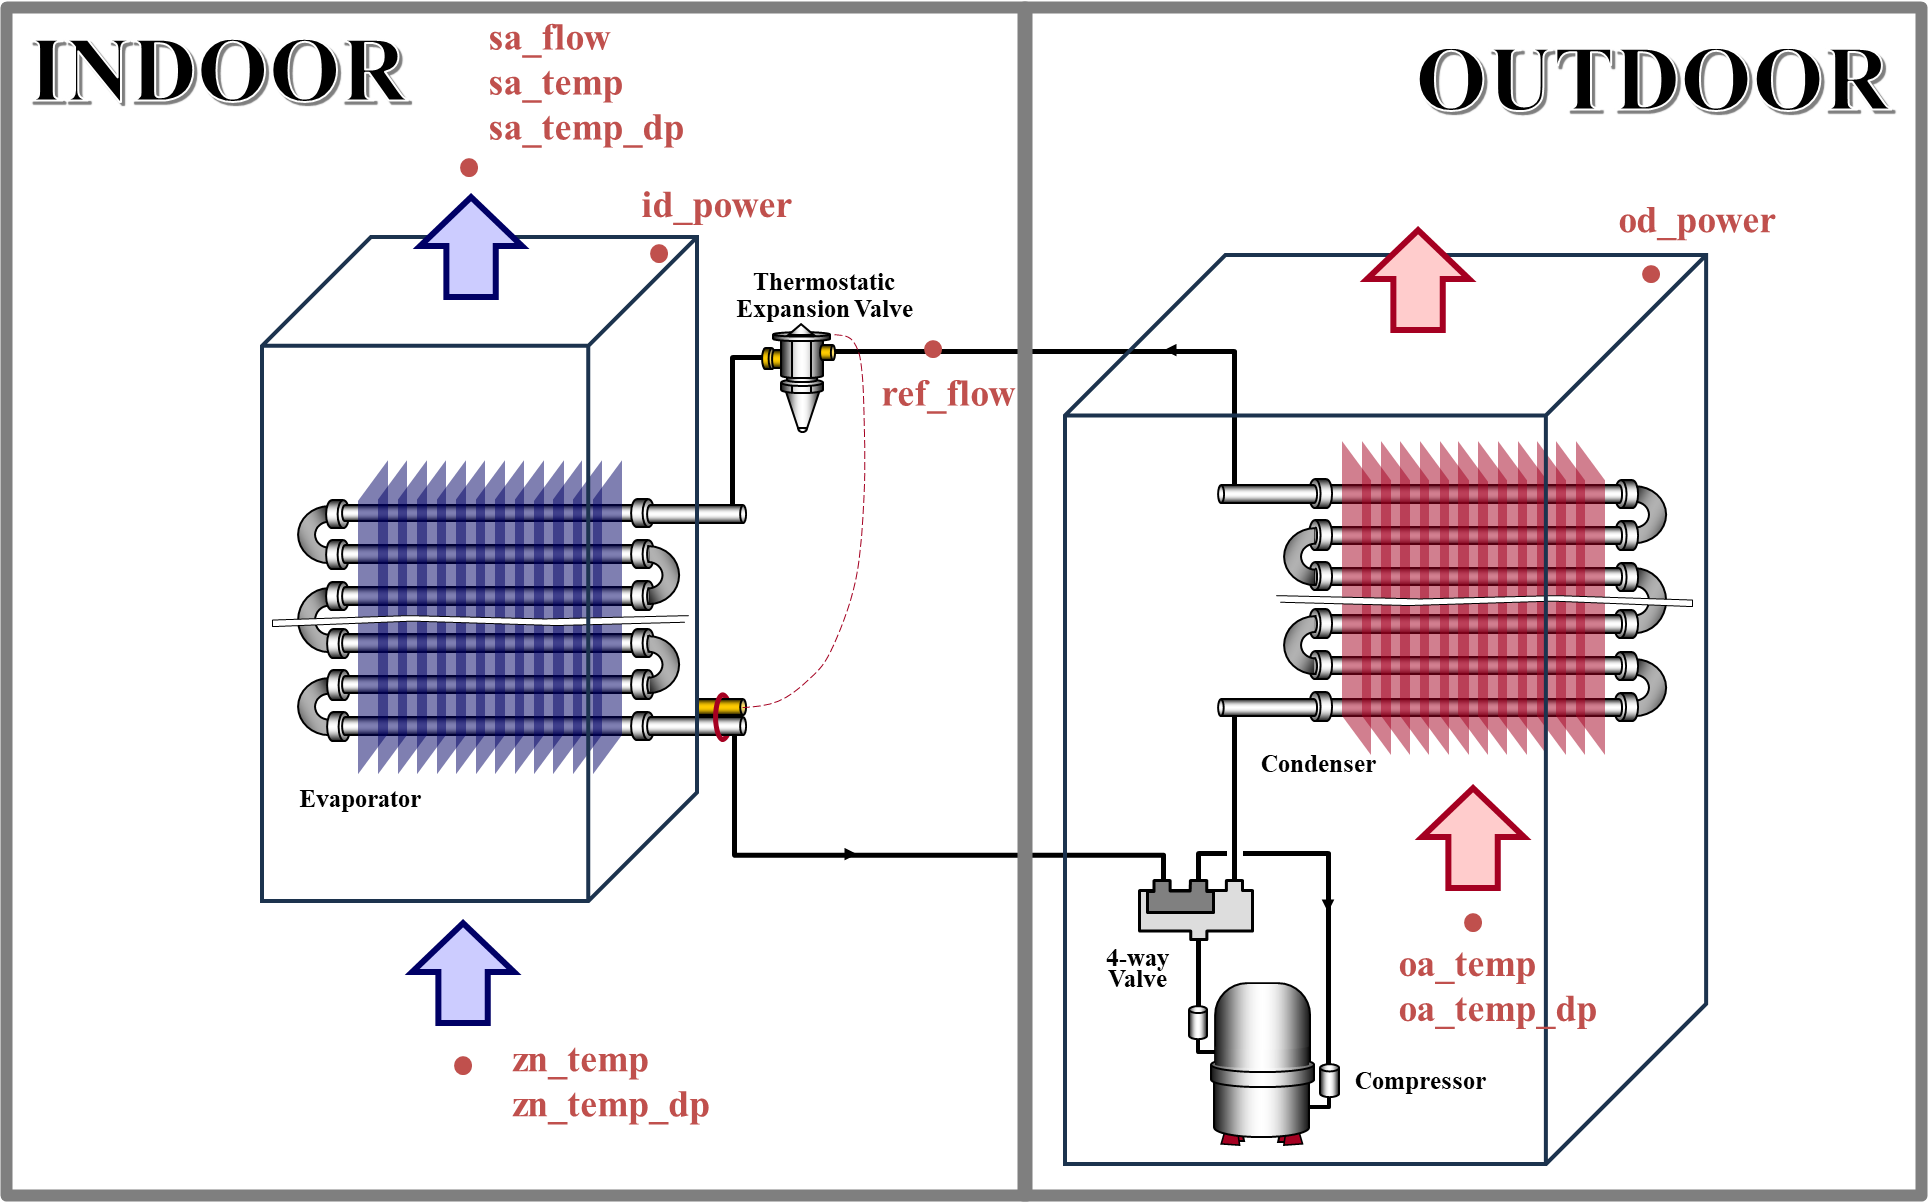 INDOOR
OUTDOOR
sa_flow
sa_temp
sa_temp_dp
id_power
od_power
Thermostatic
Expansion Valve
ref_flow
Evaporator
Condenser
4-way
Valve
oa_temp
oa_temp_dp
Compressor
zn_temp
zn_temp_dp